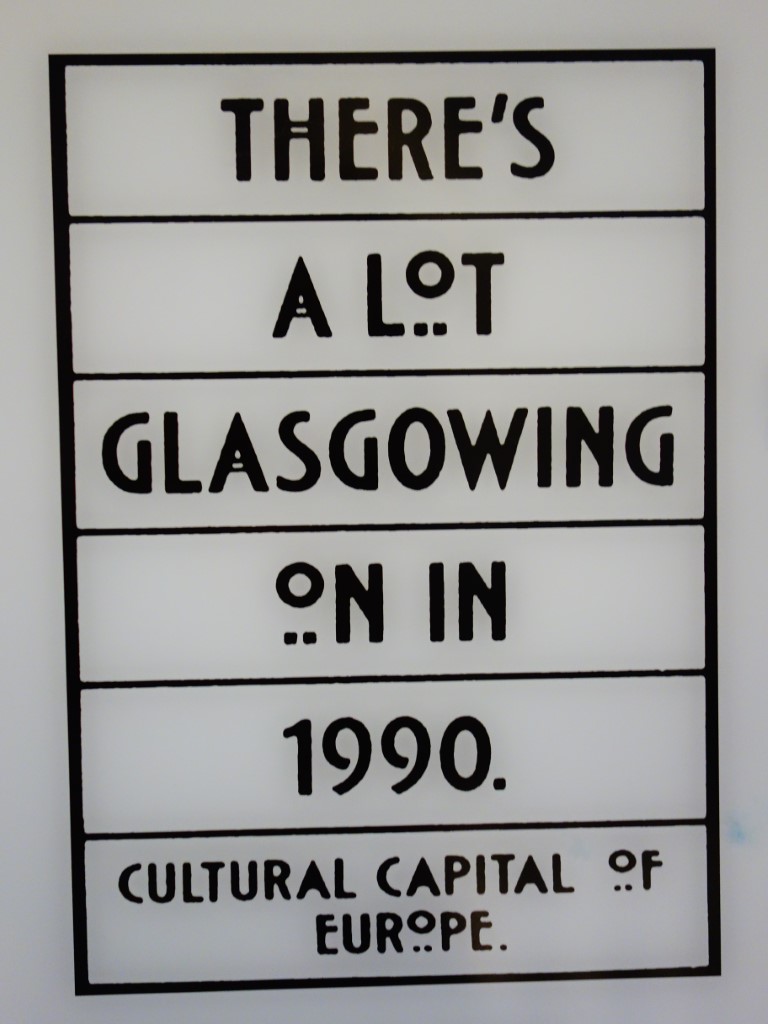 THERE'S
A LOT
GLASGOWING
ON IN
1990.
CULTURAL CAPITAL OF
EUROPE.